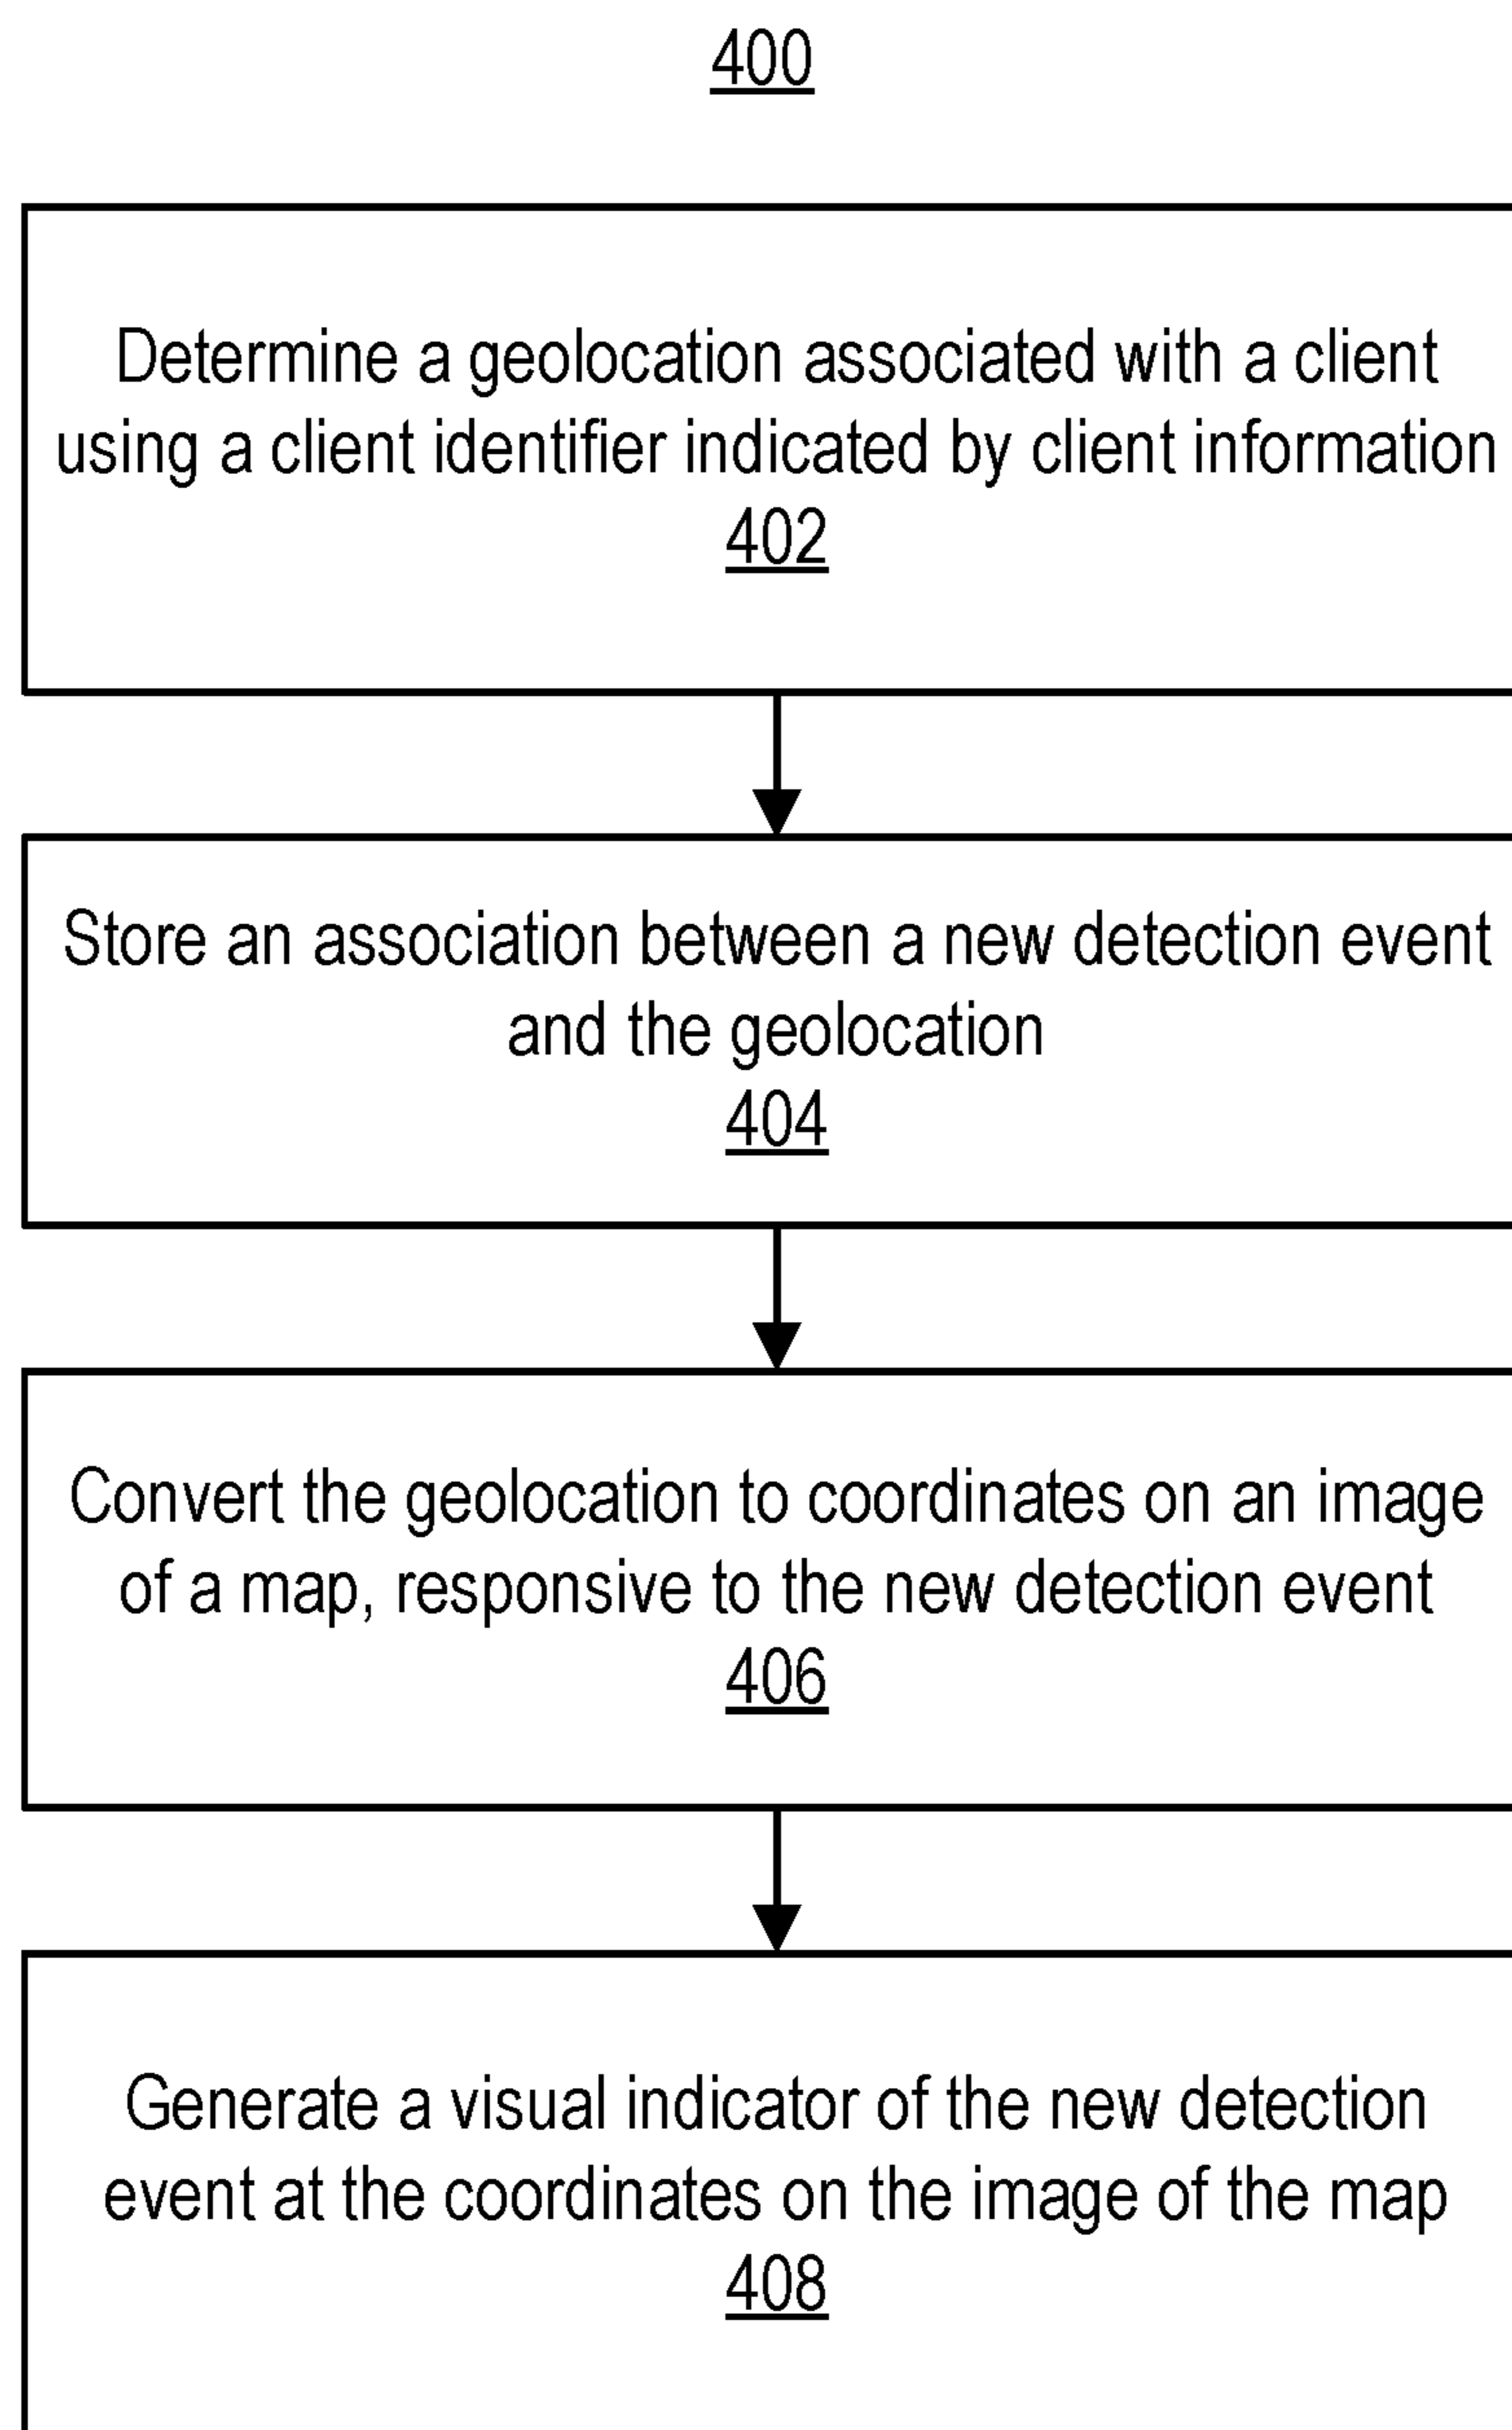 400
Determine a geolocation associated with a client
using a client identifier indicated by client information
402
Store an association between a new detection event
and the geolocation
404
Convert the geolocation to coordinates on an image
of a map, responsive to the new detection event
406
Generate a visual indicator of the new detection
event at the coordinates on the image of the map
408